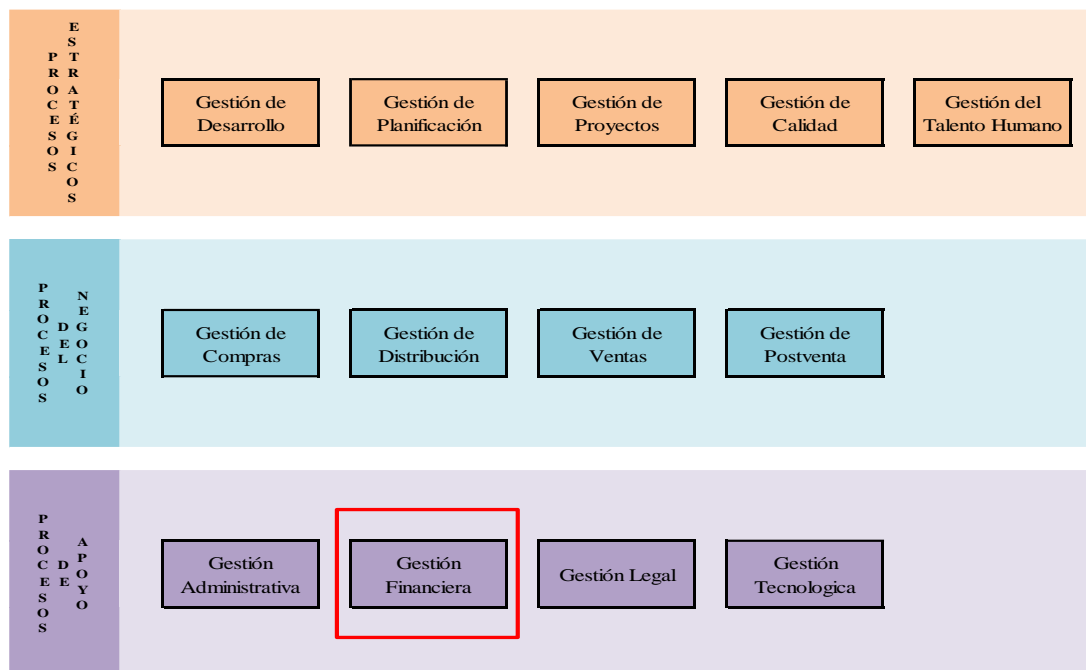 PROCESOS
ESTRATÉGICOS
Gestión de
Desarrollo
Gestión de
Planificación
Gestión de
Proyectos
Gestión de
Calidad
Gestión del
Talento Humano
PROCESOS
DEL
NEGOCIO
Gestión de
Compras
Gestión de
Distribución
Gestión de
Ventas
Gestión de
Postventa
PROCESOS
DE
APOYO
Gestión
Administrativa
Gestión
Financiera
Gestión Legal
Gestión
Tecnologica